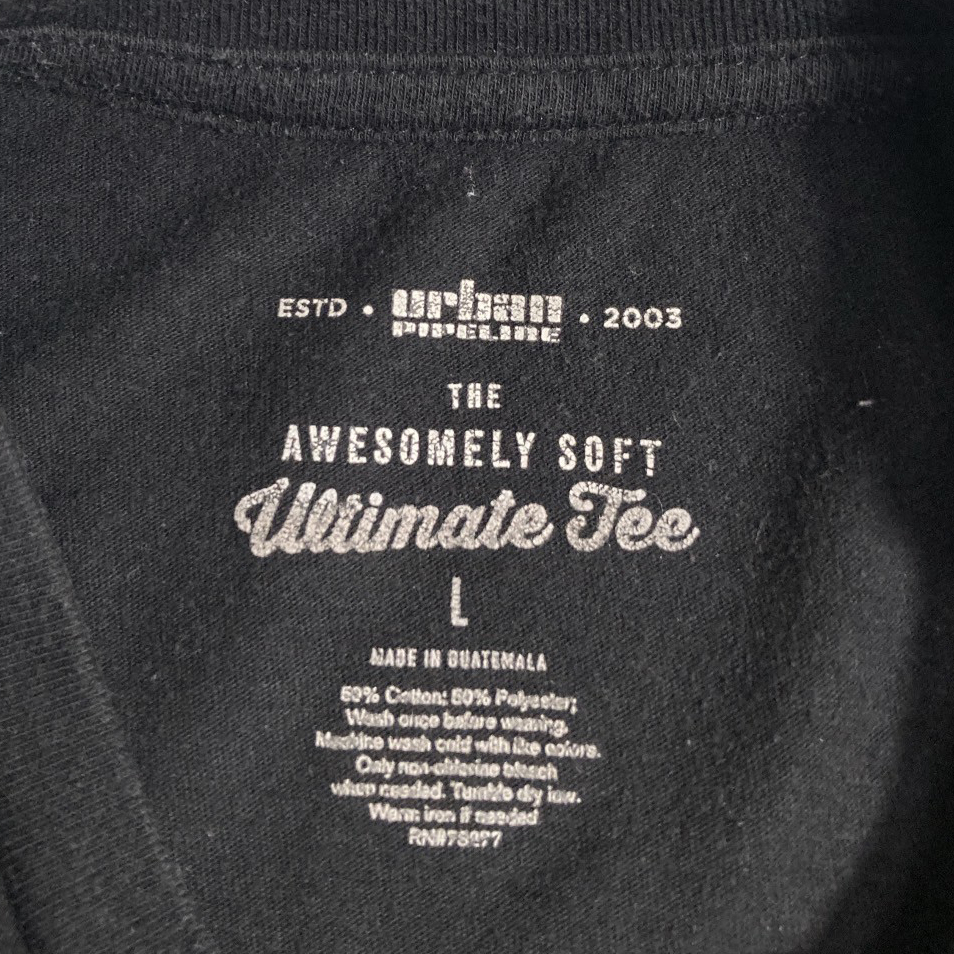 ESTD • urban PIPELINE • 2003
THE
AWESOMELY SOFT
Ultimate Tee
L
MADE IN GUATEMALA
50% Cotton; 50% Polyester;
Wash once before wearing.
Machine wash cold with like colors.
Only non-chlorine bleach
when needed. Tumble dry low.
Warm iron if needed